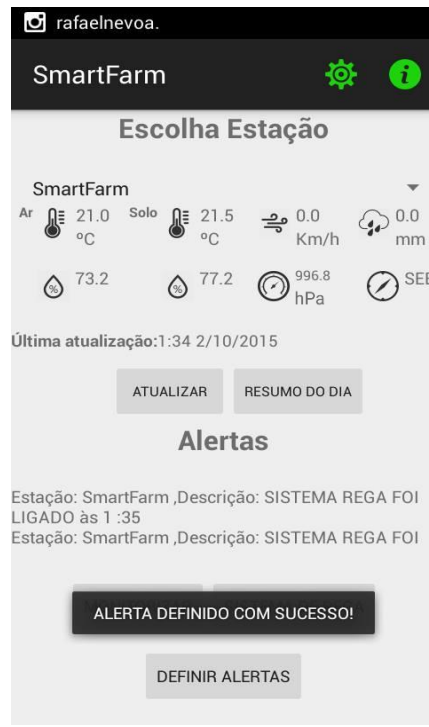 rafaelnevoa.
SmartFarm
Escolha Estação
SmartFarm
Ar 21.0 ºC Solo 21.5 ºC 0.0 Km/h 0.0 mm
% 73.2 % 77.2 996.8 hPa
Última atualização:1:34 2/10/2015
ATUALIZAR RESUMO DO DIA
Alertas
Estação: SmartFarm ,Descrição: SISTEMA REGA FOI
LIGADO às 1 :35
Estação: SmartFarm ,Descrição: SISTEMA REGA FOI
ALERTA DEFINIDO COM SUCESSO!
DEFINIR ALERTAS